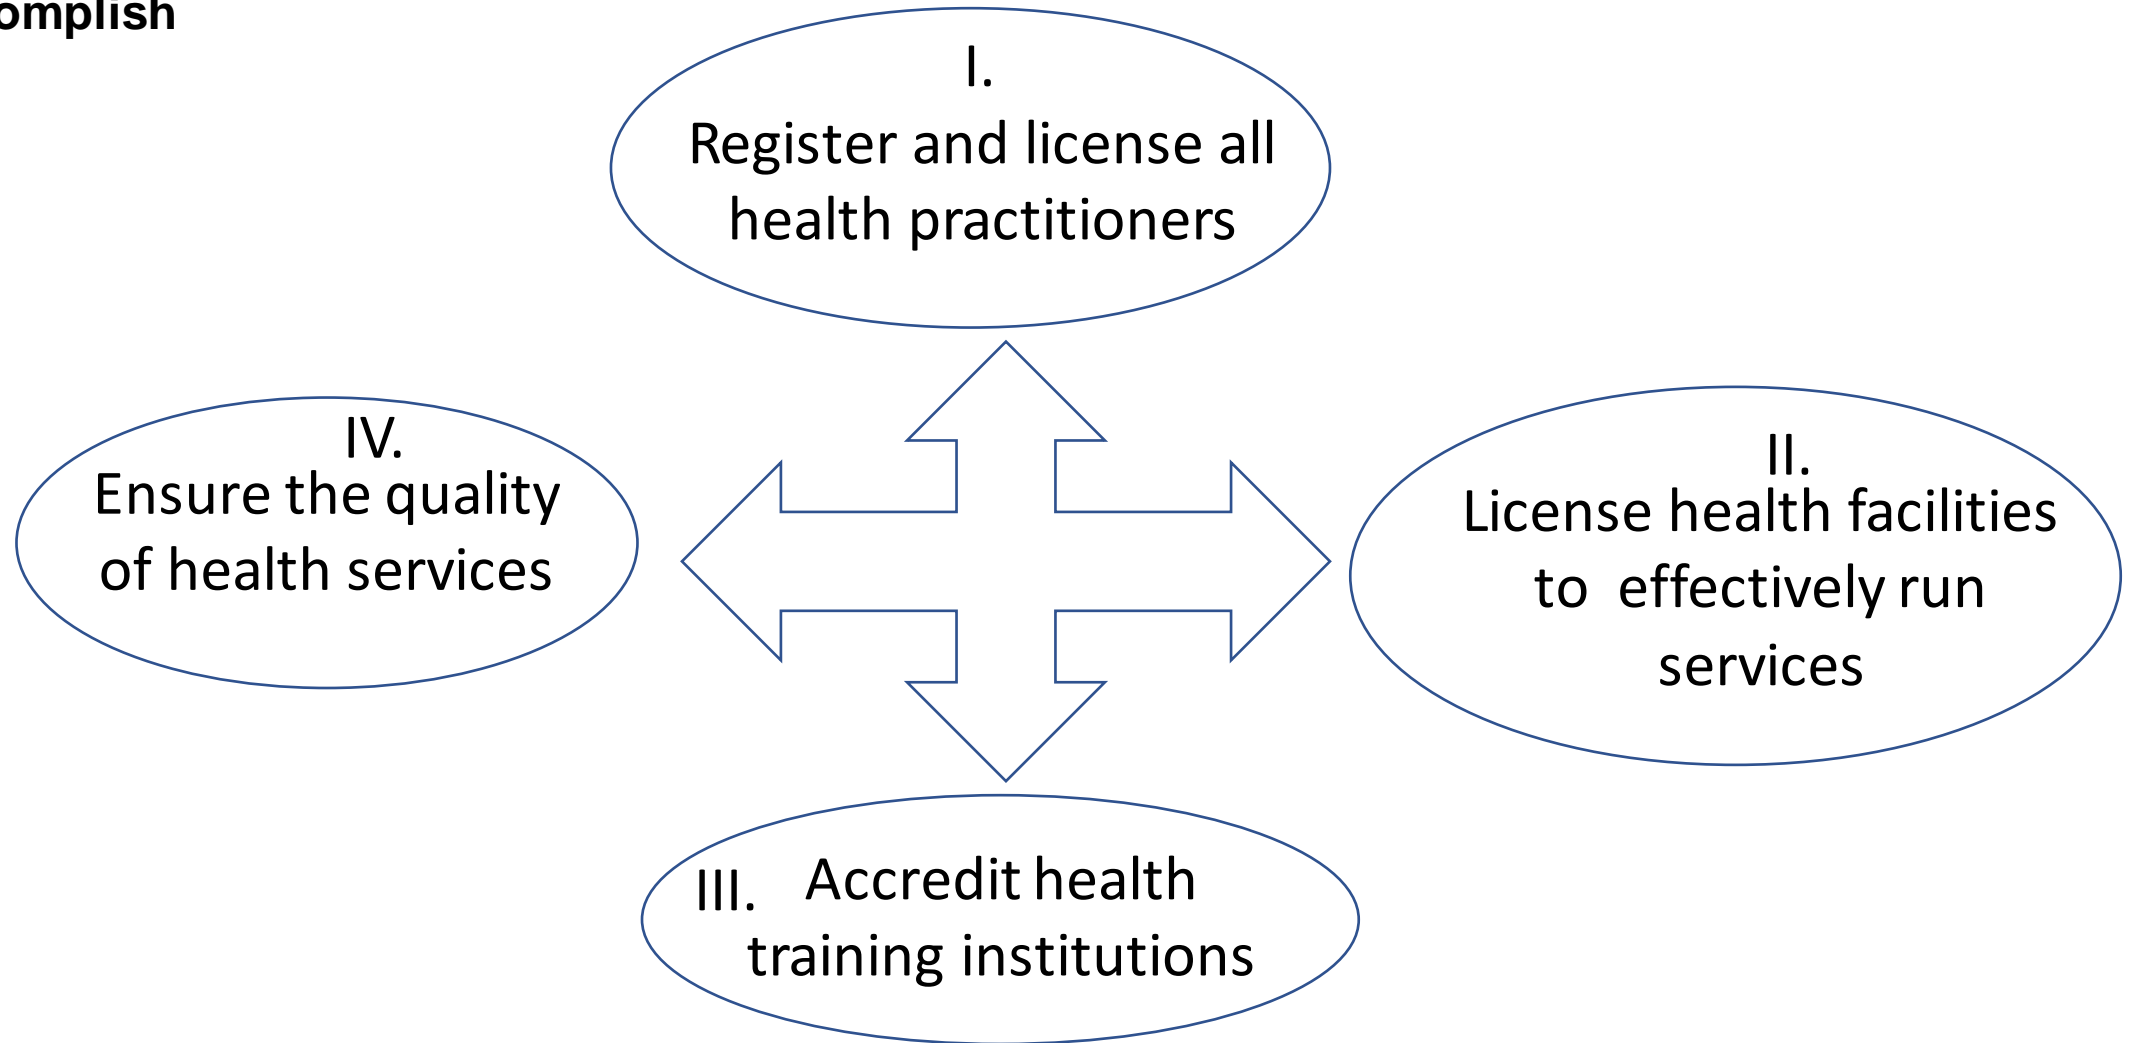 omplish
I.
Register and license all
health practitioners
II.
License health facilities
to  effectively run
services
III. Accredit health
training institutions
IV.
Ensure the quality
of health services